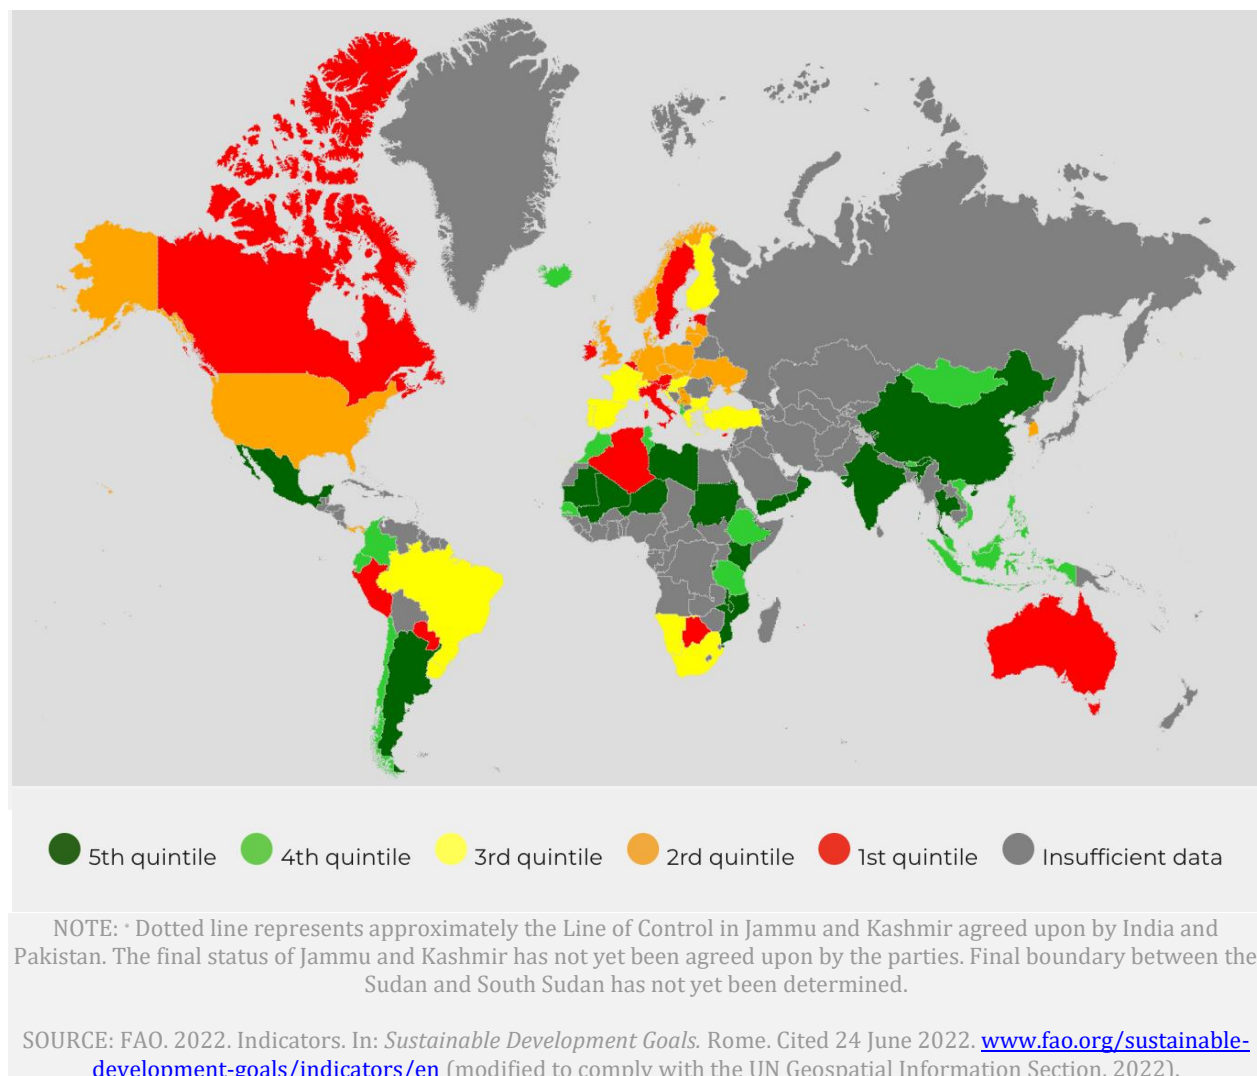 5th quintile 4th quintile 3rd quintile 2rd quintile 1st quintile Insufficient data
NOTE: * Dotted line represents approximately the Line of Control in Jammu and Kashmir agreed upon by India and
Pakistan. The final status of Jammu and Kashmir has not yet been agreed upon by the parties. Final boundary between the
Sudan and South Sudan has not yet been determined.
SOURCE: FAO. 2022. Indicators. In: Sustainable Development Goals. Rome. Cited 24 June 2022. www.fao.org/sustainable-
development-goals/indicators/en (modified to comply with the UN Geospatial Information Section, 2022).